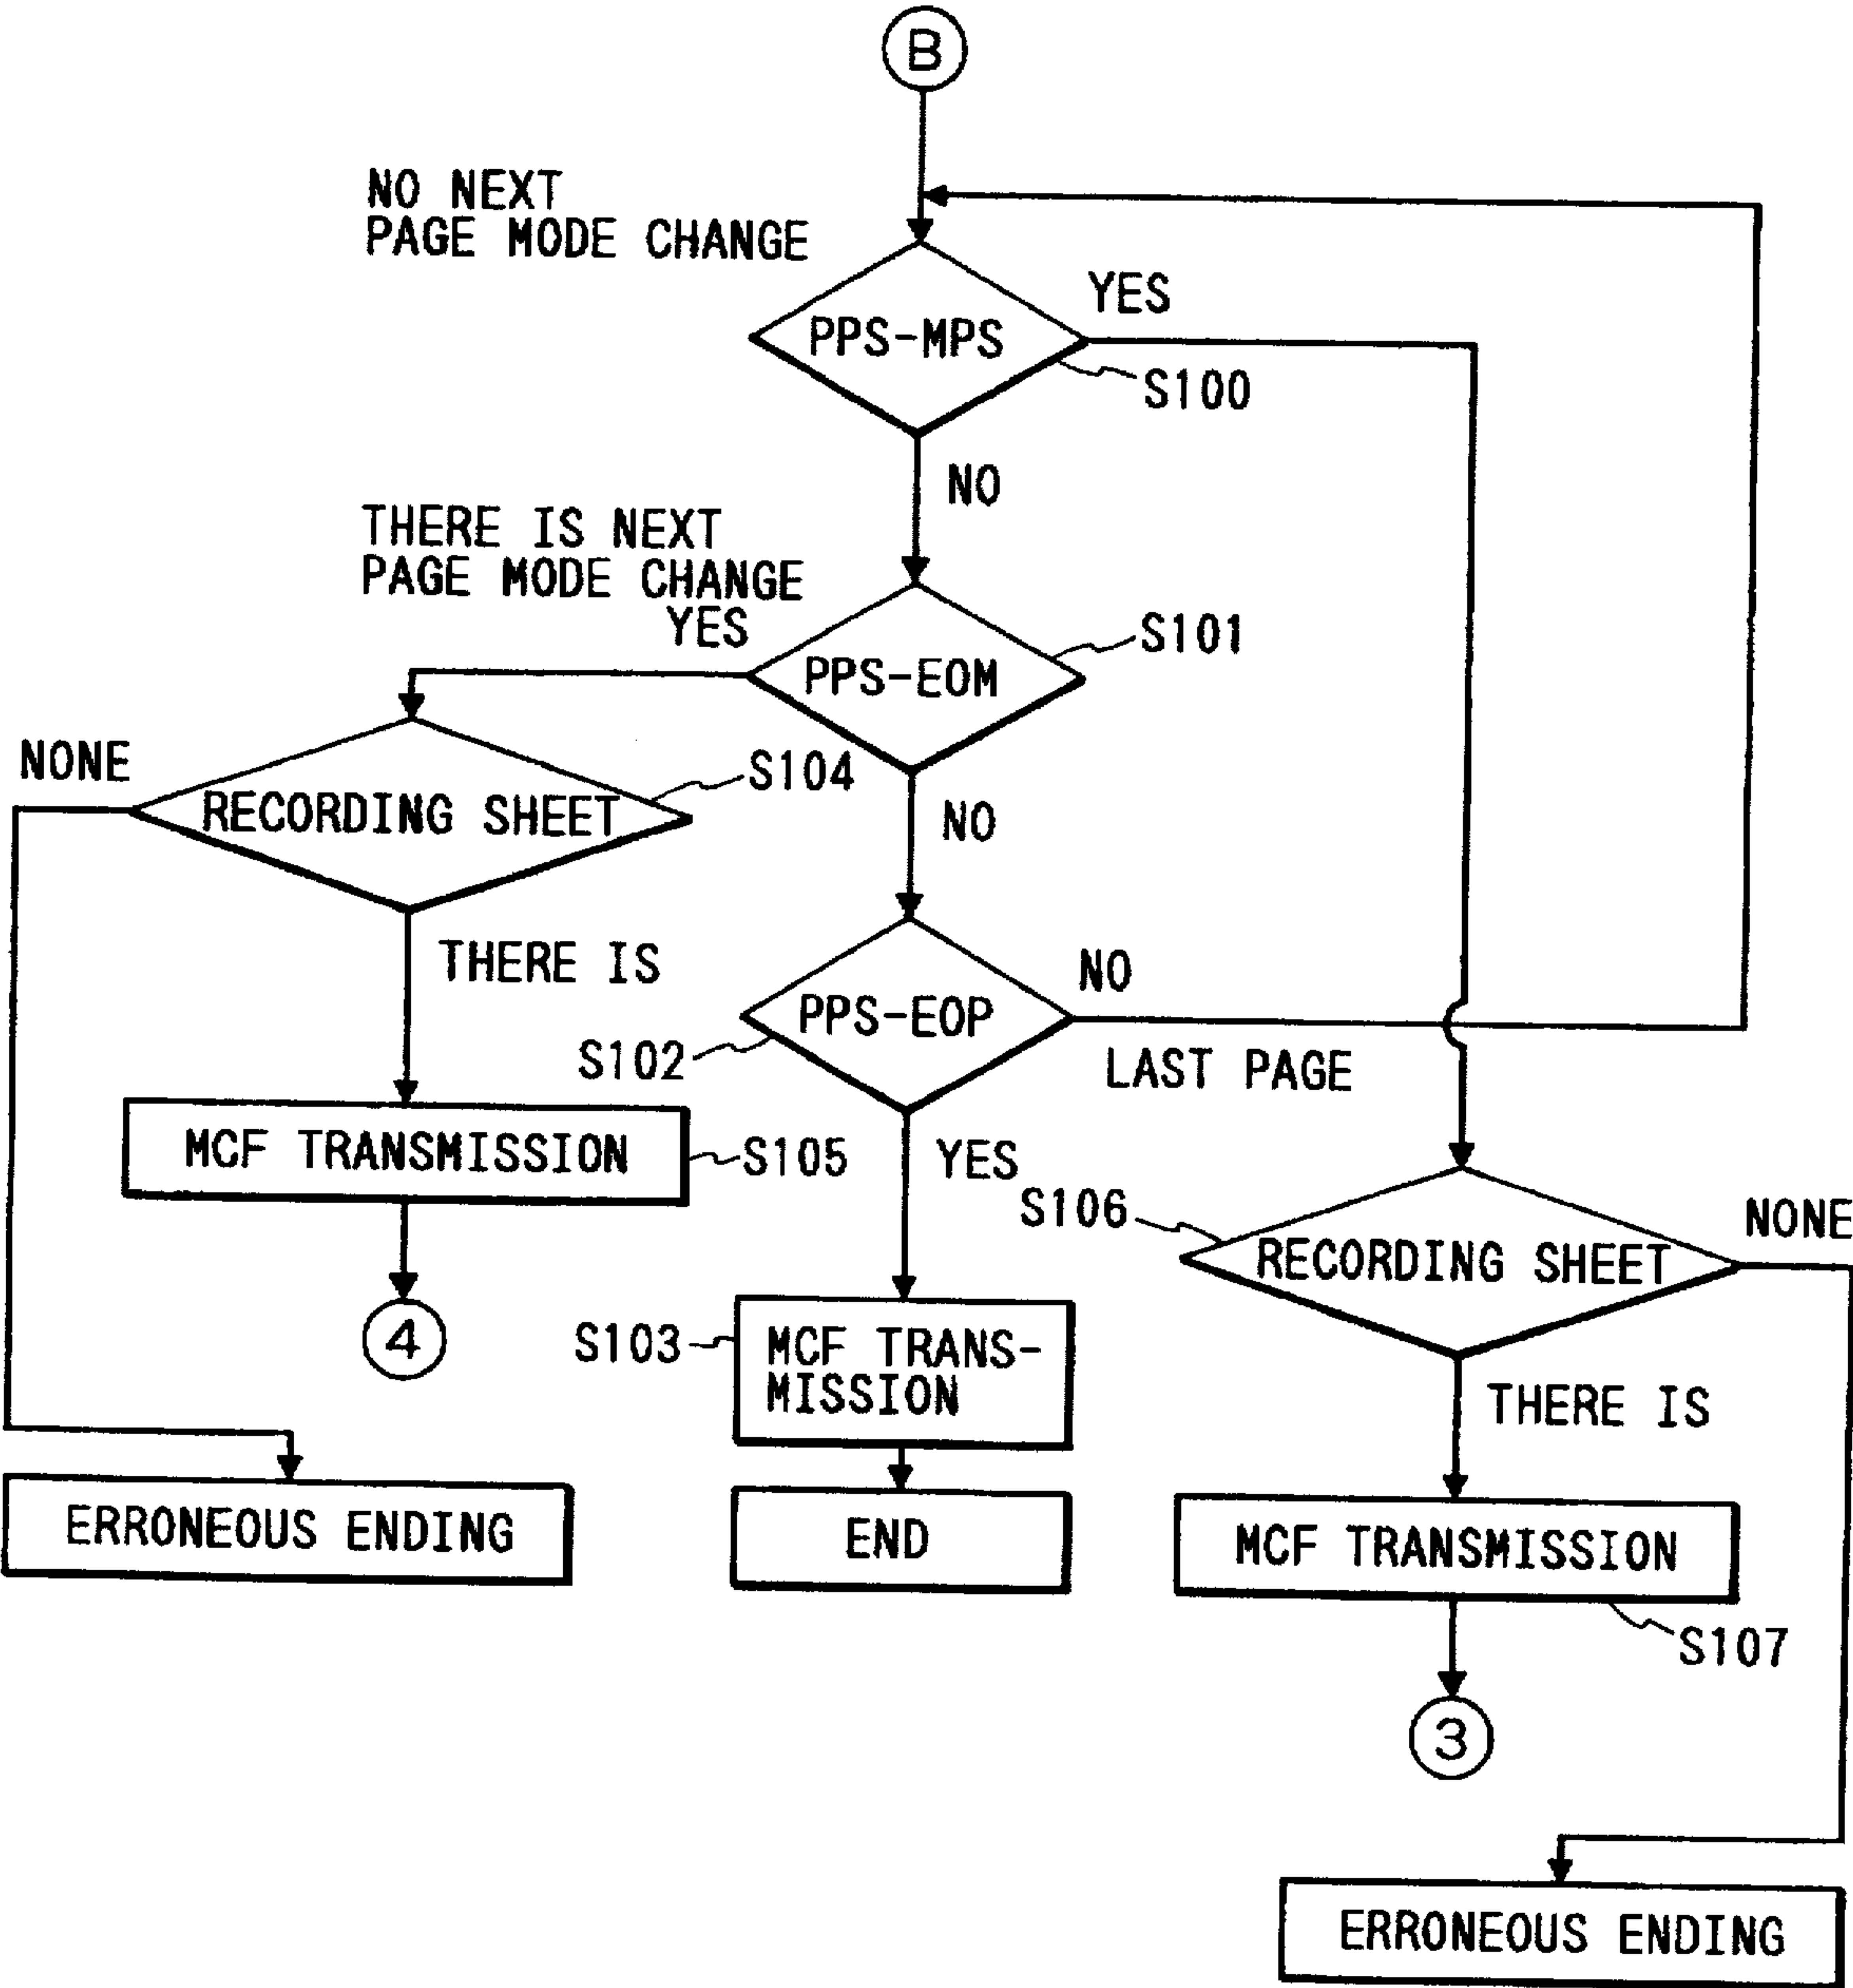 B
NO NEXT
PAGE MODE CHANGE
YES
PPS-MPS
S100
NO
THERE IS NEXT
PAGE MODE CHANGE
YES
S101
PPS-EOM
NONE
S104
RECORDING SHEET
NO
THERE IS
NO
PPS-EOP
S102
LAST PAGE
MCF TRANSMISSION
S105
YES
S106
NONE
RECORDING SHEET
4
S103
MCF TRANS-
MISSION
THERE IS
ERRONEOUS ENDING
END
MCF TRANSMISSION
S107
3
ERRONEOUS ENDING